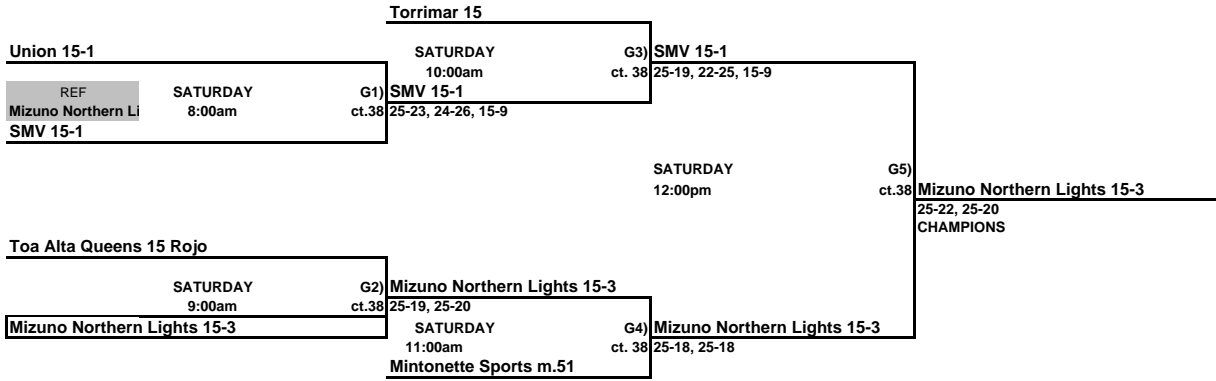 Torrimar 15
Union 15-1
SATURDAY G3) SMV 15-1
10:00am ct. 38 25-19, 22-25, 15-9
REF SATURDAY G1) SMV 15-1
Mizuno Northern Li 8:00am ct.38 25-23, 24-26, 15-9
SMV 15-1
SATURDAY G5)
12:00pm ct.38 Mizuno Northern Lights 15-3
25-22, 25-20
CHAMPIONS
Toa Alta Queens 15 Rojo
SATURDAY G2) Mizuno Northern Lights 15-3
9:00am ct.38 25-19, 25-20
Mizuno Northern Lights 15-3
SATURDAY G4) Mizuno Northern Lights 15-3
11:00am ct. 38 25-18, 25-18
Mintonette Sports m.51